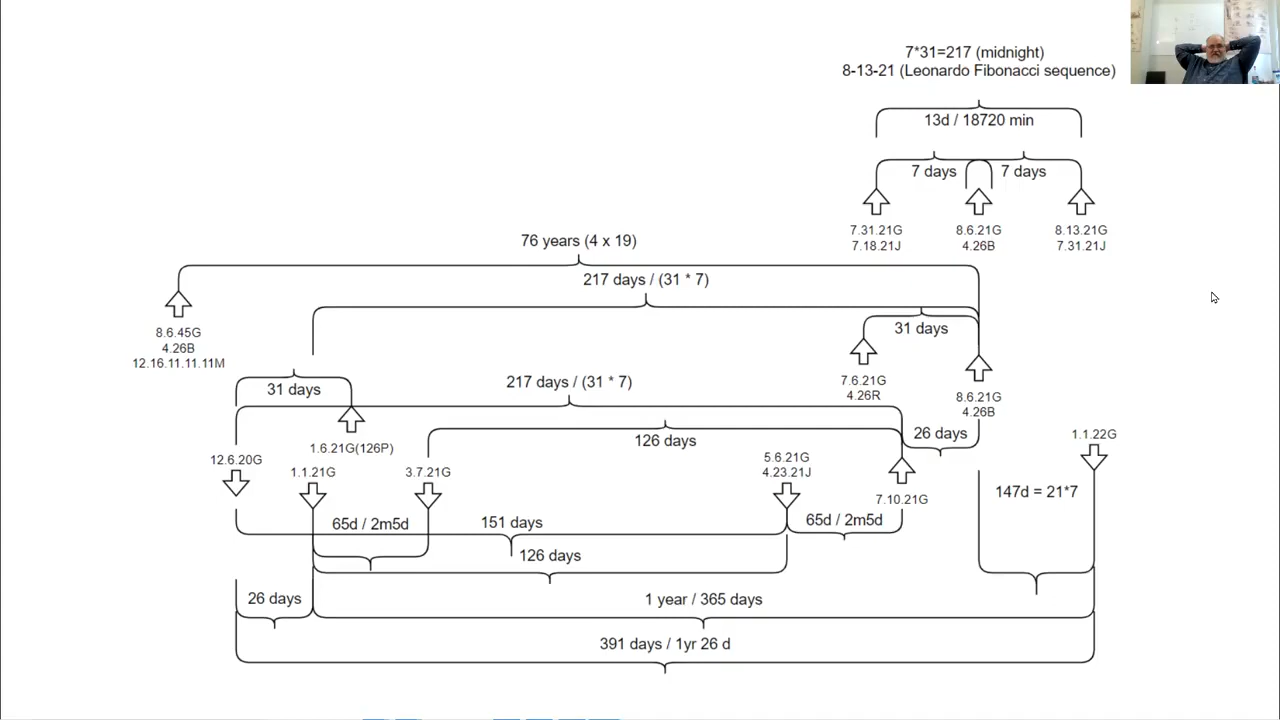 7*31=217 (midnight)
8-13-21 (Leonardo Fibonacci sequence)
13d / 18720 min
7 days
7 days
7.31.21G
7.18.21J
8.6.21G
4.26B
8.13.21G
7.31.21J
76 years (4 x 19)
217 days / (31 * 7)
8.6.45G
4.26B
12.16.11.11.11M
31 days
7.6.21G
4.26R
8.6.21G
4.26B
31 days
217 days / (31 * 7)
1.6.21G(126P)
126 days
26 days
1.1.22G
12.6.20G
1.1.21G
3.7.21G
5.6.21G
4.23.21J
7.10.21G
147d = 21*7
65d / 2m5d
151 days
65d / 2m5d
126 days
26 days
1 year / 365 days
391 days / 1yr 26 d